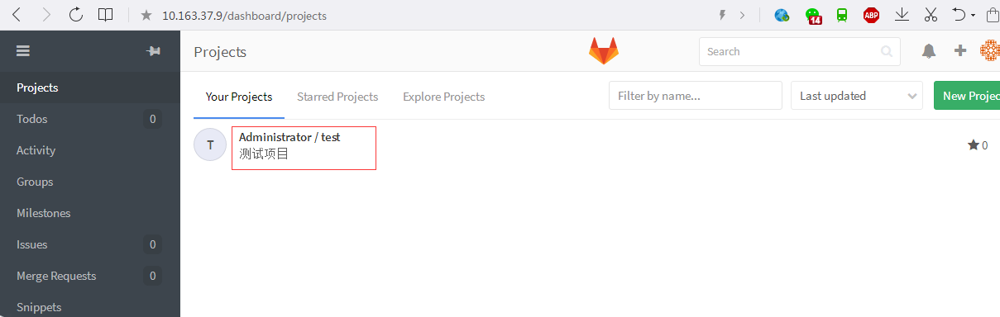 10.163.37.9/dashboard/projects
ABP
14
Projects
Search
Projects
Todos 0
Activity
Groups
Milestones
Issues 0
Merge Requests 0
Snippets
Your Projects Starred Projects Explore Projects
Filter by name...
Last updated
New Projec
T
Administrator / test
测试项目
0